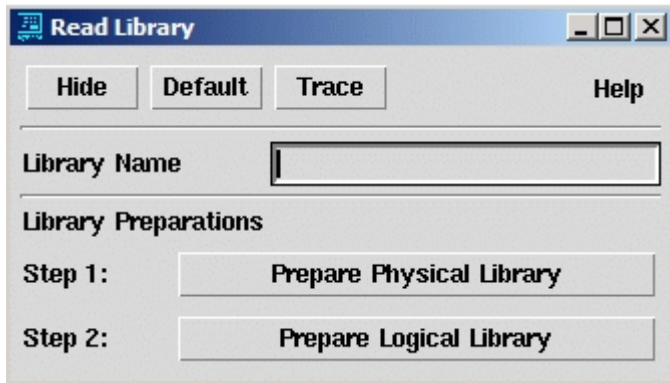 Read Library
Hide Default Trace Help
Library Name
Library Preparations
Step 1: Prepare Physical Library
Step 2: Prepare Logical Library